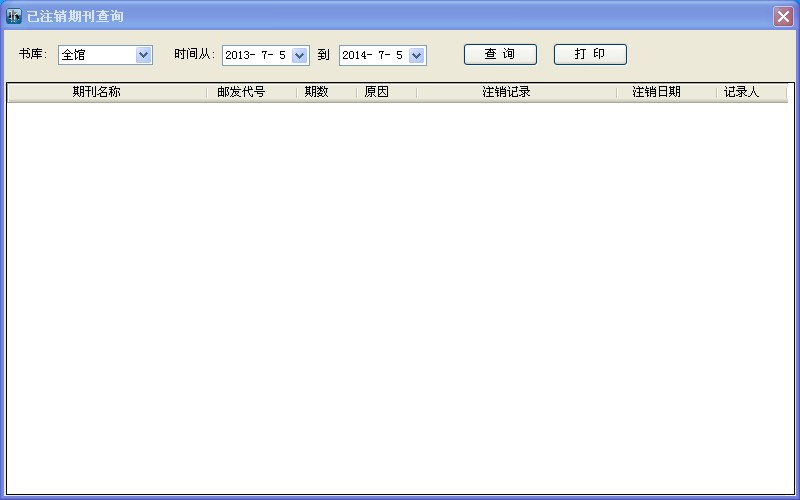 已注销期刊查询
书库: 全馆 时间从: 2013- 7- 5 到 2014- 7- 5 查 询 打 印
期刊名称 邮发代号 期数 原因 注销记录 注销日期 记录人